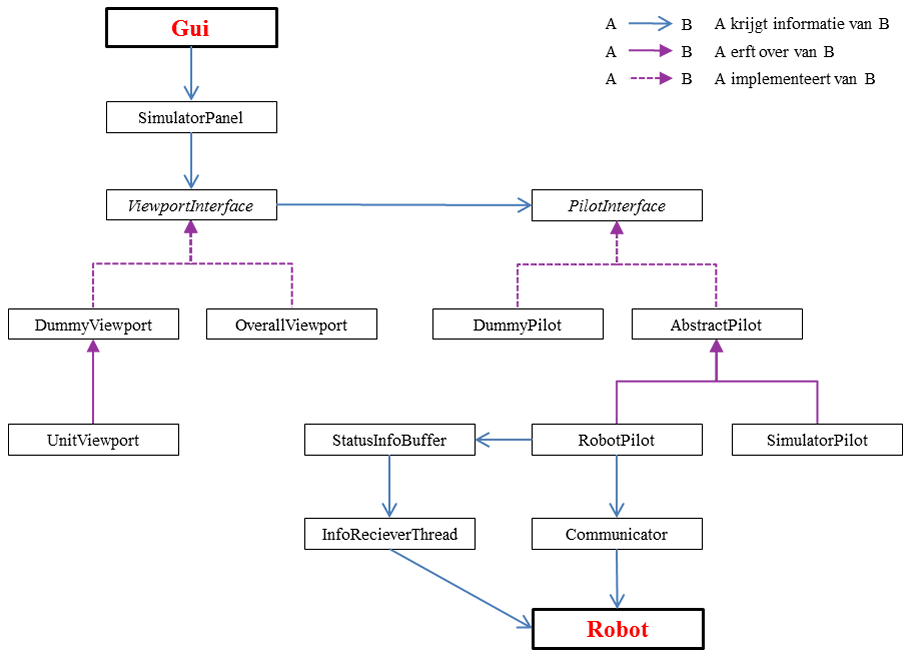 Gui
A B A krijgt informatie van B
A B A erft over van B
A B A implementeert van B
SimulatorPanel
ViewportInterface
PilotInterface
DummyViewport
OverallViewport
DummyPilot
AbstractPilot
UnitViewport
StatusInfoBuffer
RobotPilot
SimulatorPilot
InfoRecieverThread
Communicator
Robot